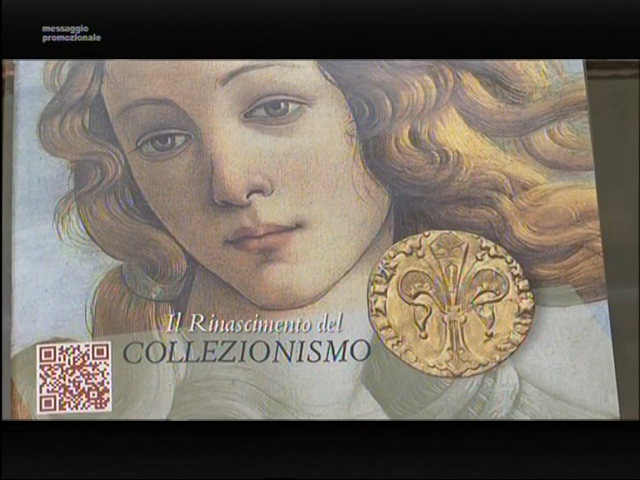 messaggio
promozionale
Il Rinascimento del
COLLEZIONISMO